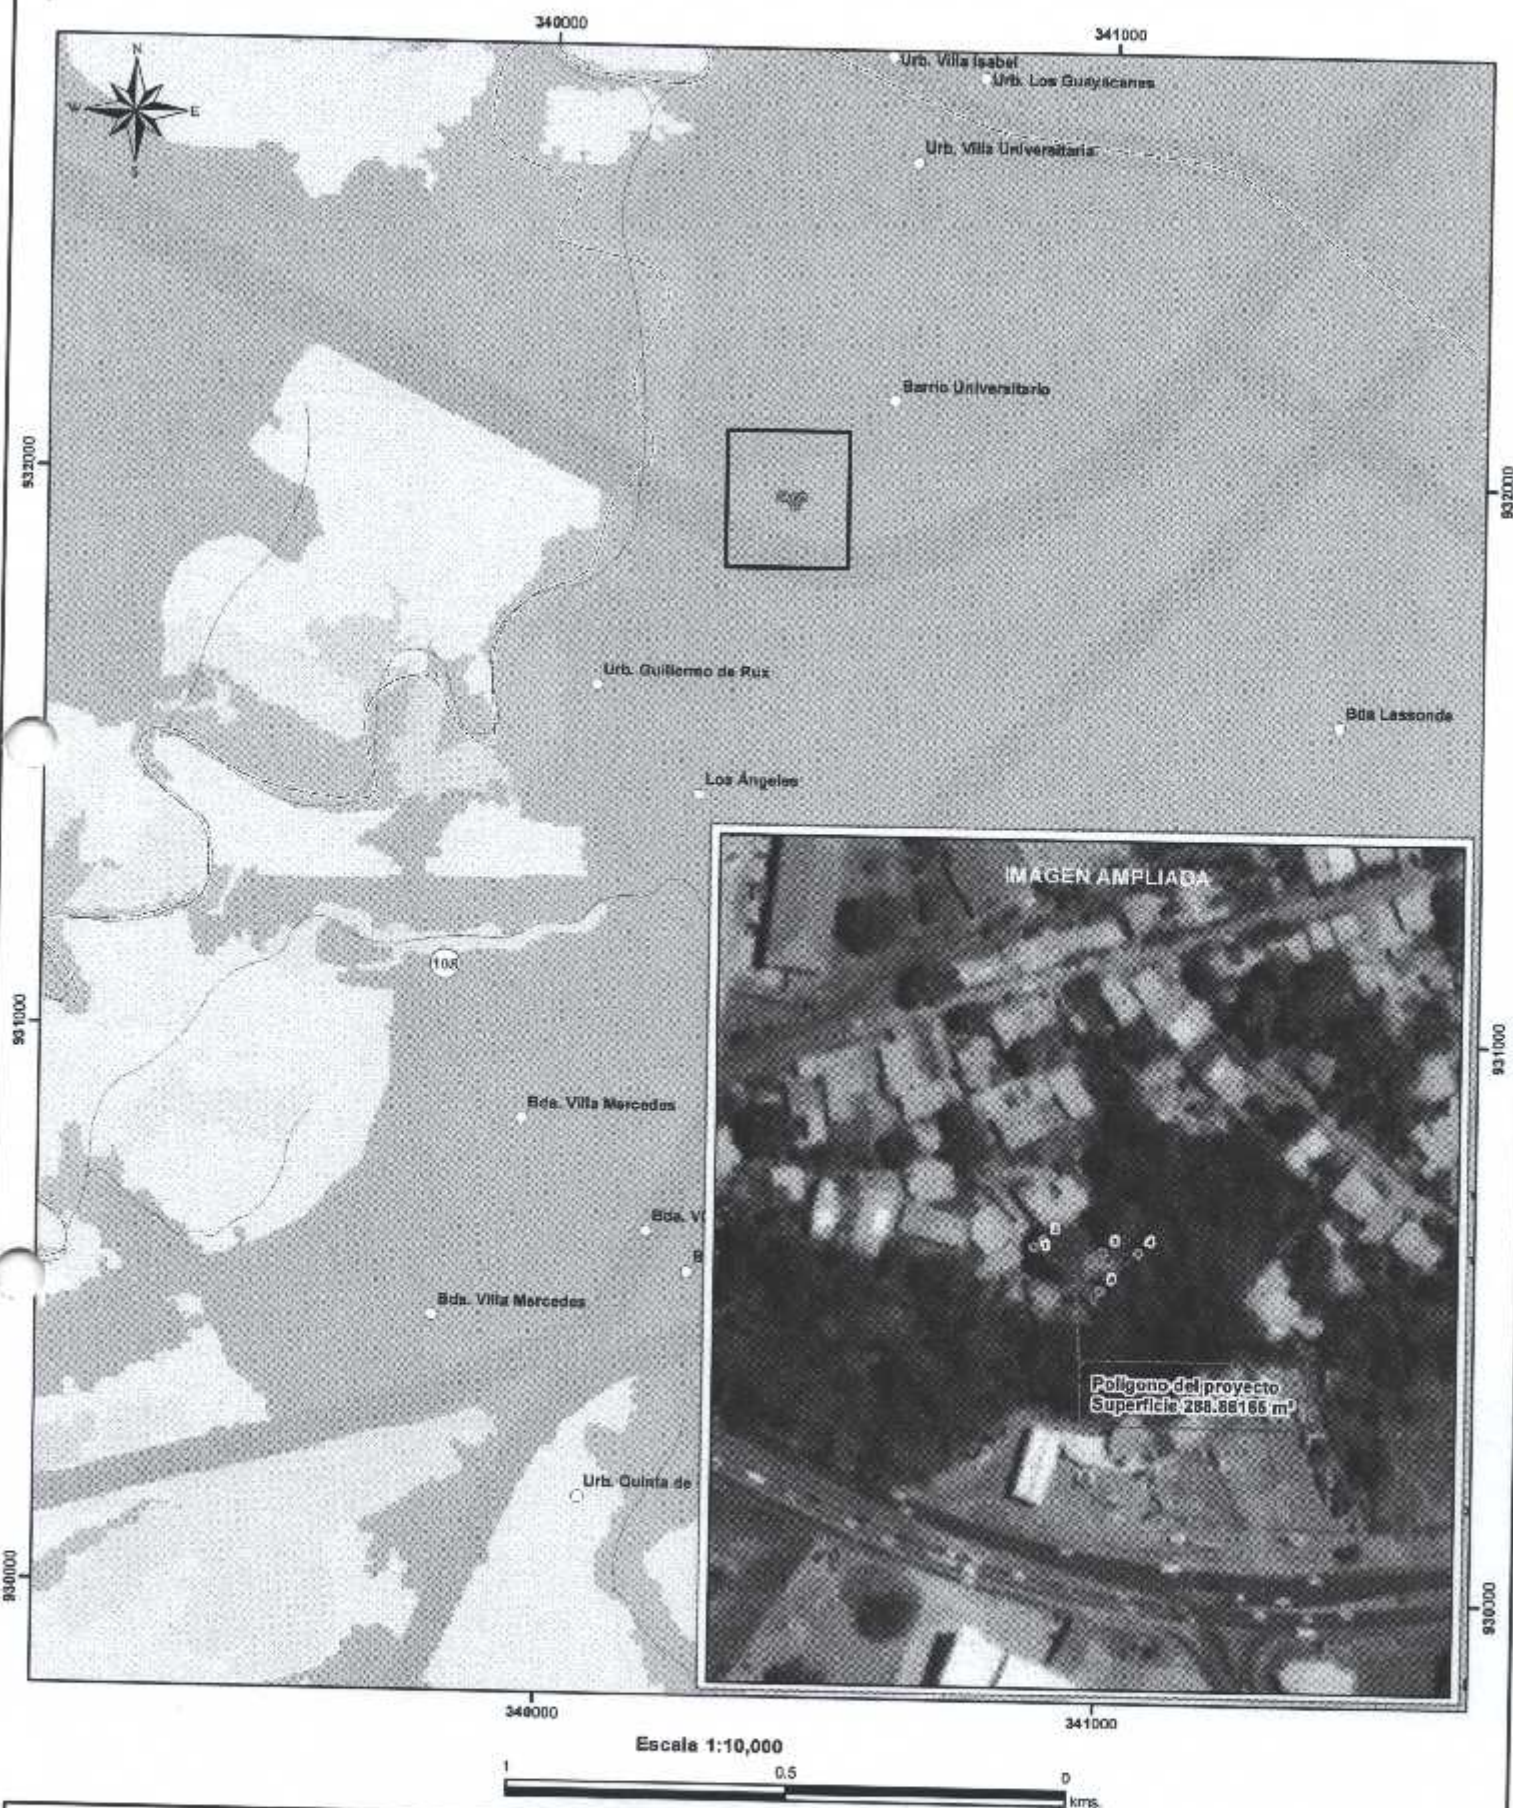 340000
341000
N
W
E
S
Urb. Villa Isabel
Urb. Los Guayacanes
Urb. Villa Universitaria
Barrio Universitario
932000
932000
Urb. Guillermo de Rux
Bda Lassonde
Los Ángeles
IMAGEN AMPLIADA
108
931000
931000
Bda. Villa Mercedes
Bda. Vi
B
Bda. Villa Mercedes
4
Polígono del proyecto
Superficie 288.88166 m²
Urb. Quinta de
930000
930000
340000
341000
Escala 1:10,000
1
0.5
0
kms.